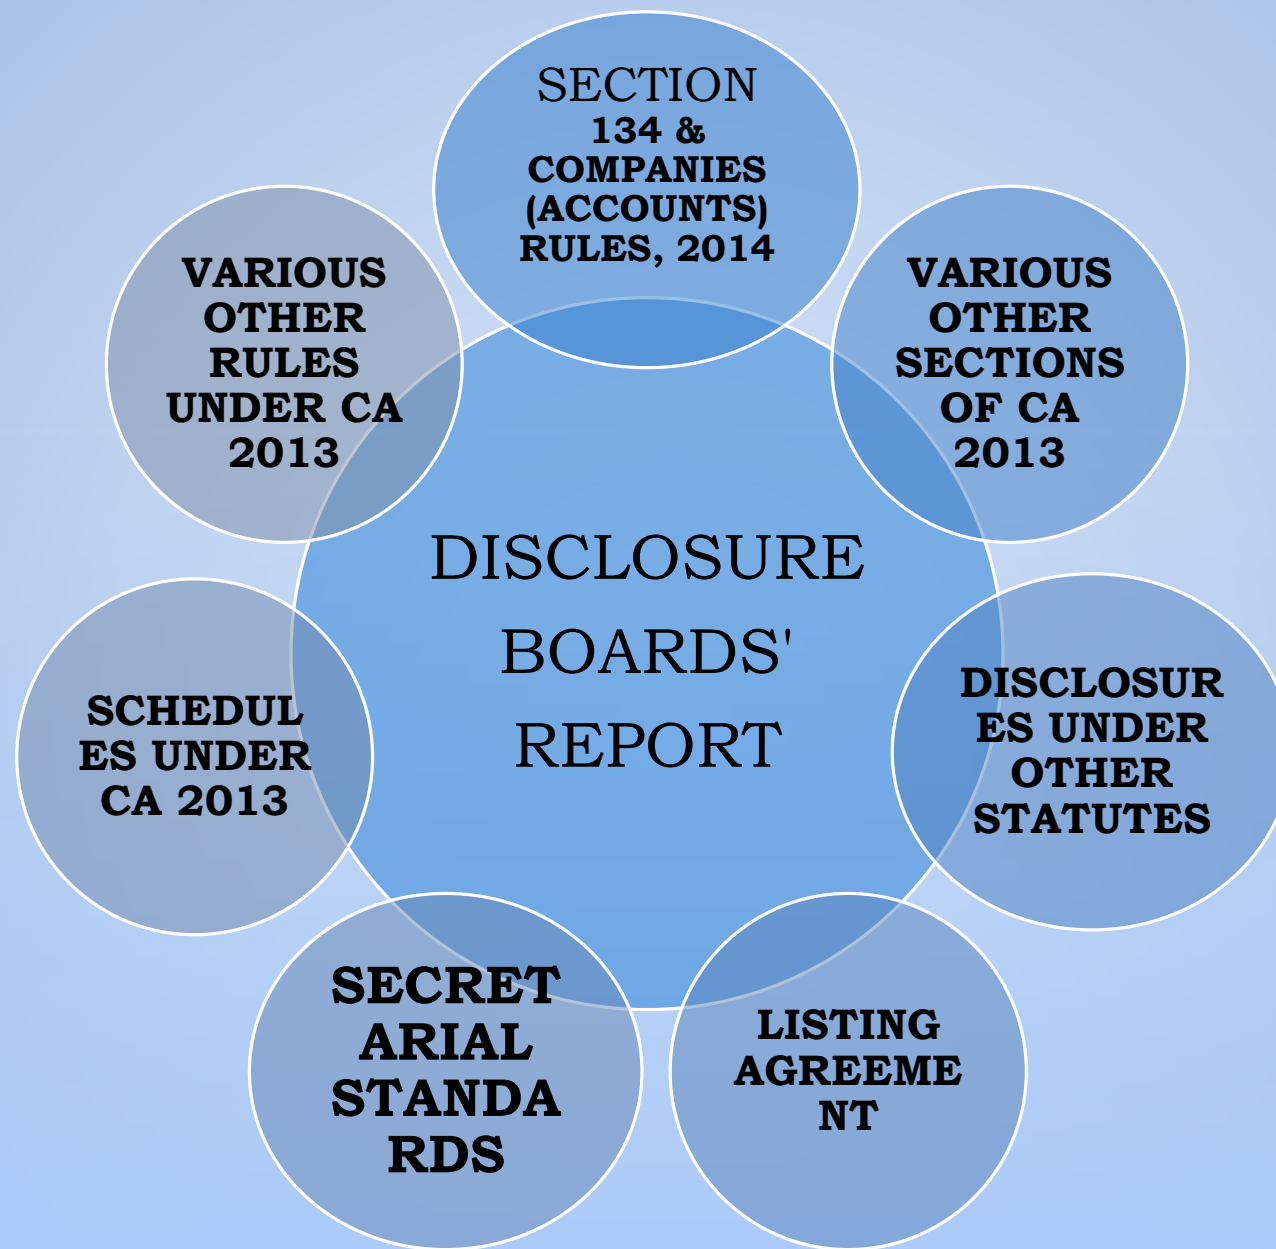 SECTION
134 &
COMPANIES
(ACCOUNTS)
RULES, 2014
VARIOUS
OTHER
SECTIONS
OF CA
2013
DISCLOSUR
ES UNDER
OTHER
STATUTES
LISTING
AGREEME
NT
SECRET
ARIAL
STANDA
RDS
SCHEDUL
ES UNDER
CA 2013
VARIOUS
OTHER
RULES
UNDER CA
2013
DISCLOSURE
BOARDS'
REPORT